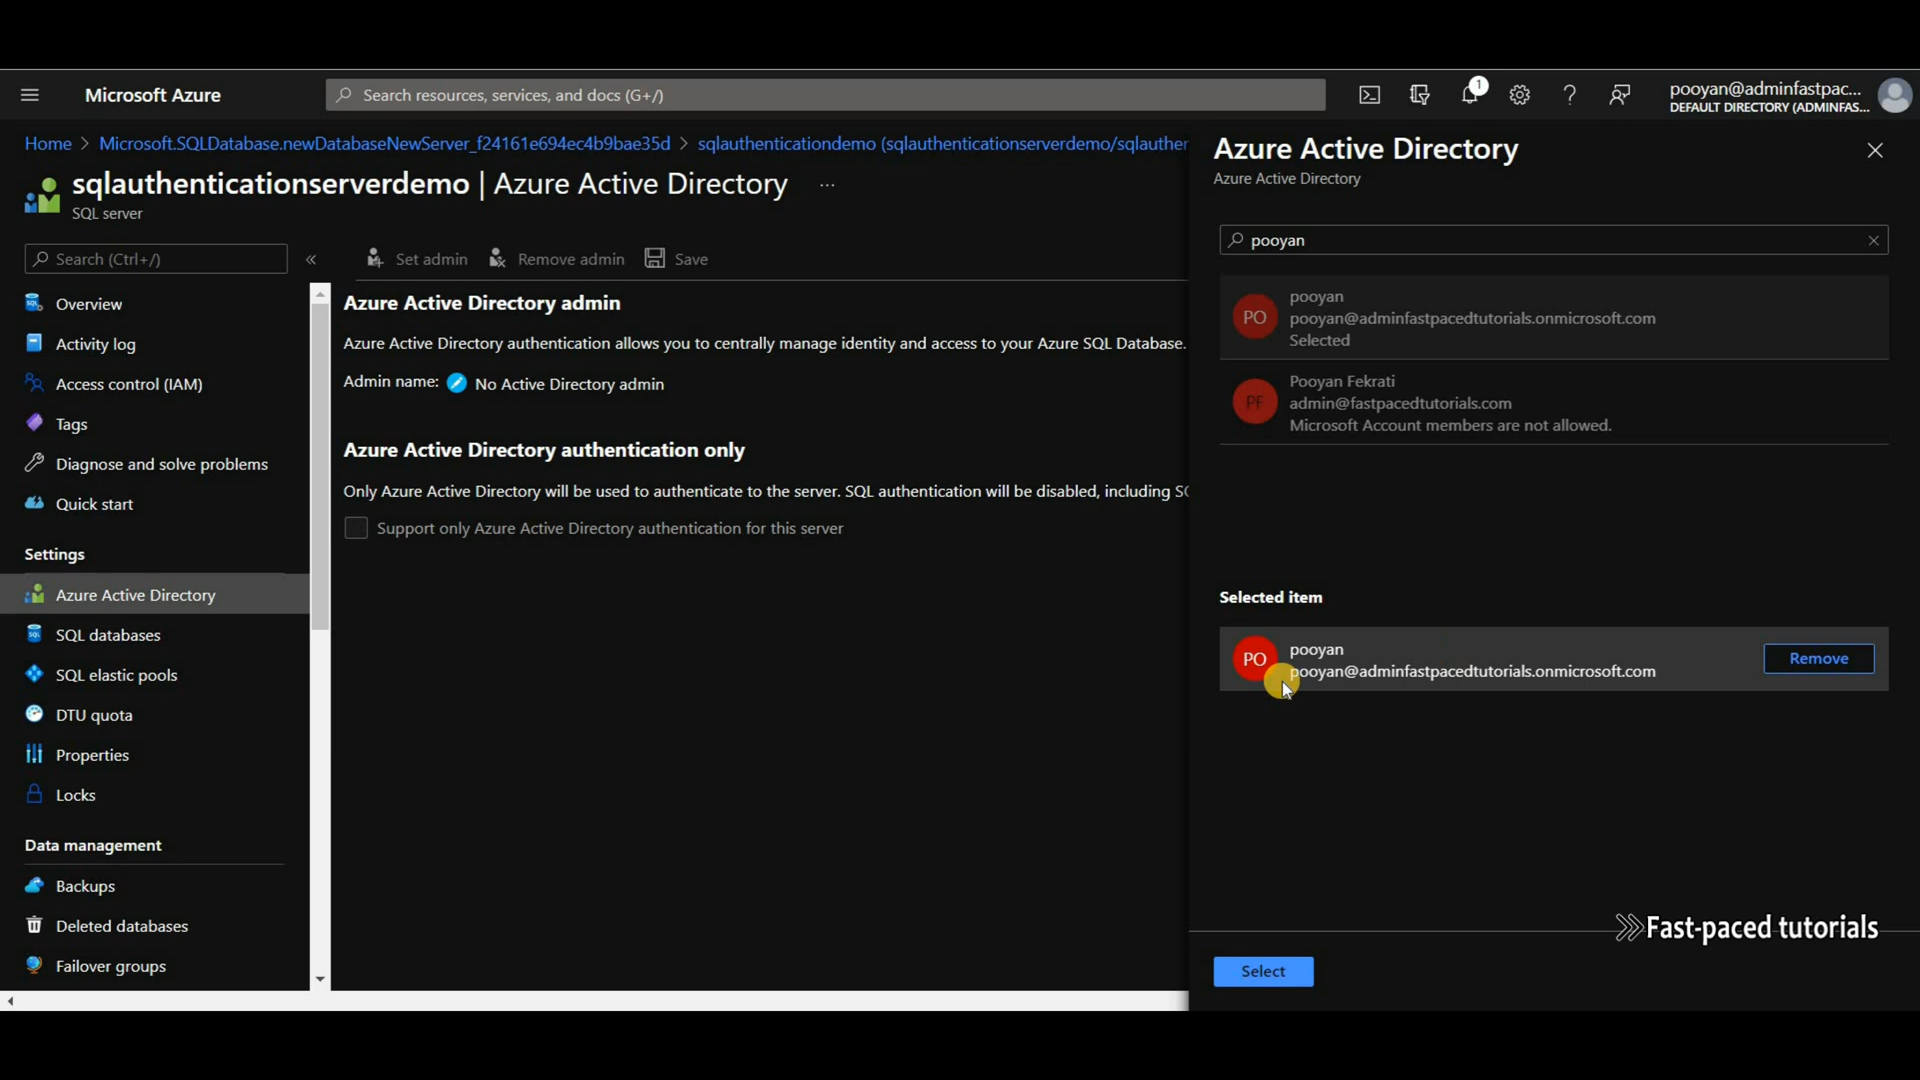 Microsoft Azure
Search resources, services, and docs (G+/)
1
pooyan@adminfastpac...
DEFAULT DIRECTORY (ADMINFAS...
Home > Microsoft.SQLDatabase.newDatabaseNewServer_f24161e694ec4b9bae35d > sqlauthenticationdemo (sqlauthenticationserverdemo/sqlauther
sqlauthenticationserverdemo | Azure Active Directory ...
SQL server
Search (Ctrl+/)
«
Overview
Activity log
Access control (IAM)
Tags
Diagnose and solve problems
Quick start
Settings
Azure Active Directory
SQL databases
SQL elastic pools
DTU quota
Properties
Locks
Data management
Backups
Deleted databases
Failover groups
Set admin
Remove admin
Save
Azure Active Directory admin
Azure Active Directory authentication allows you to centrally manage identity and access to your Azure SQL Database.
Admin name: No Active Directory admin
Azure Active Directory authentication only
Only Azure Active Directory will be used to authenticate to the server. SQL authentication will be disabled, including SQ
Support only Azure Active Directory authentication for this server
Azure Active Directory
Azure Active Directory
pooyan
PO
pooyan
pooyan@adminfastpacedtutorials.onmicrosoft.com
Selected
PF
Pooyan Fekrati
admin@fastpacedtutorials.com
Microsoft Account members are not allowed.
Selected item
PO
pooyan
pooyan@adminfastpacedtutorials.onmicrosoft.com
Remove
Fast-paced tutorials
Select